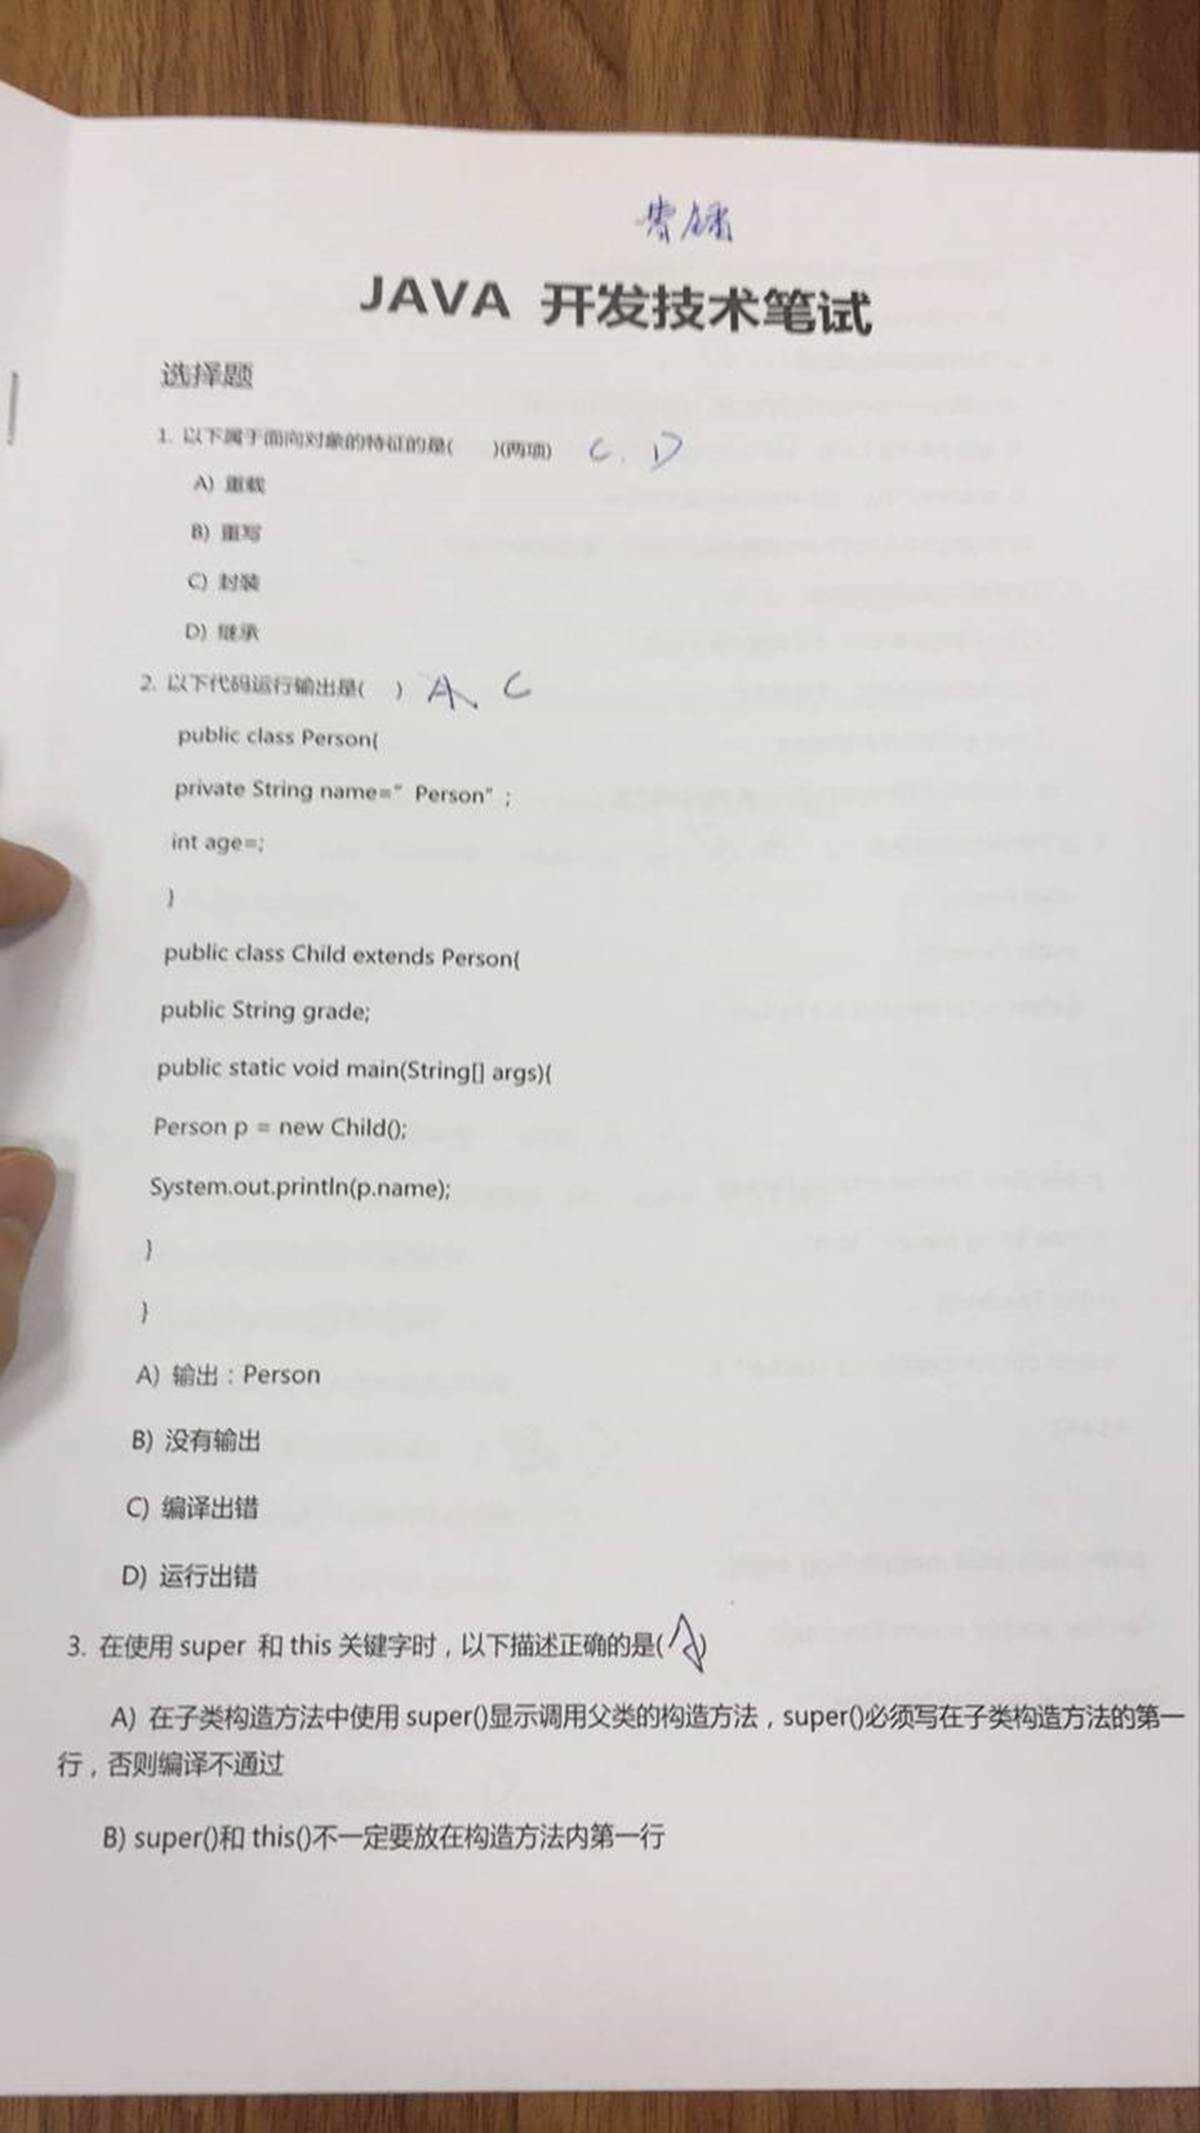 JAVA 开发技术笔试
选择题
1. 以下属于面向对象的特征的是(    )(两项) C、D
A) 重载
B) 重写
C) 封装
D) 继承
2. 以下代码运行输出是(    ) A、C
public class Person{
private String name=“ Person” ;
int age=;
}
public class Child extends Person{
public String grade;
public static void main(String[] args){
Person p = new Child();
System.out.println(p.name);
}
}
A) 输出：Person
B) 没有输出
C) 编译出错
D) 运行出错
3. 在使用 super 和 this 关键字时，以下描述正确的是( A )
A) 在子类构造方法中使用 super()显示调用父类的构造方法，super()必须写在子类构造方法的第一
行，否则编译不通过
B) super()和 this()不一定要放在构造方法内第一行